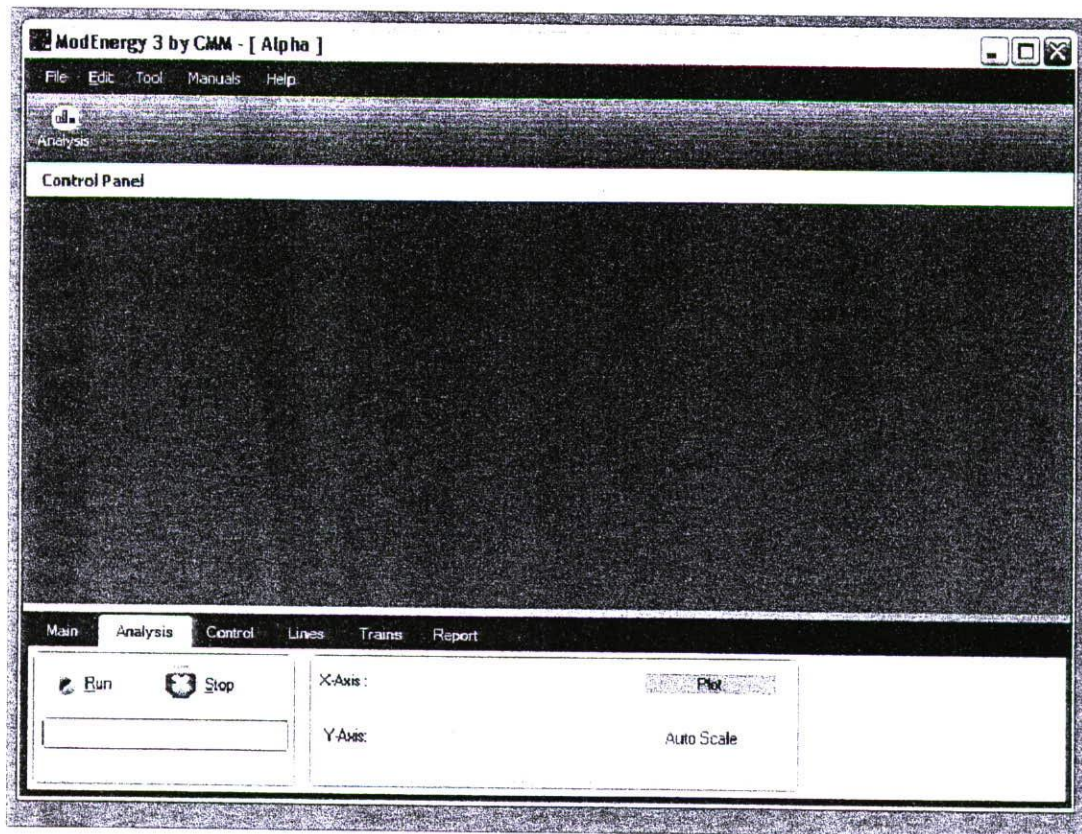 ModEnergy 3 by CMM - [ Alpha ]
File Edit Tool Manuals Help
Analysis
Control Panel
Main Analysis Control Lines Trains Report
Run Stop
X-Axis : Plot
Y-Axis: Auto Scale